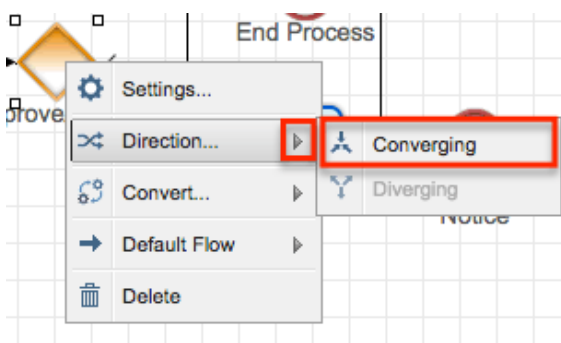 End Process
Settings...
prove
Direction...
Converging
Convert...
Diverging
Notice
Default Flow
Delete